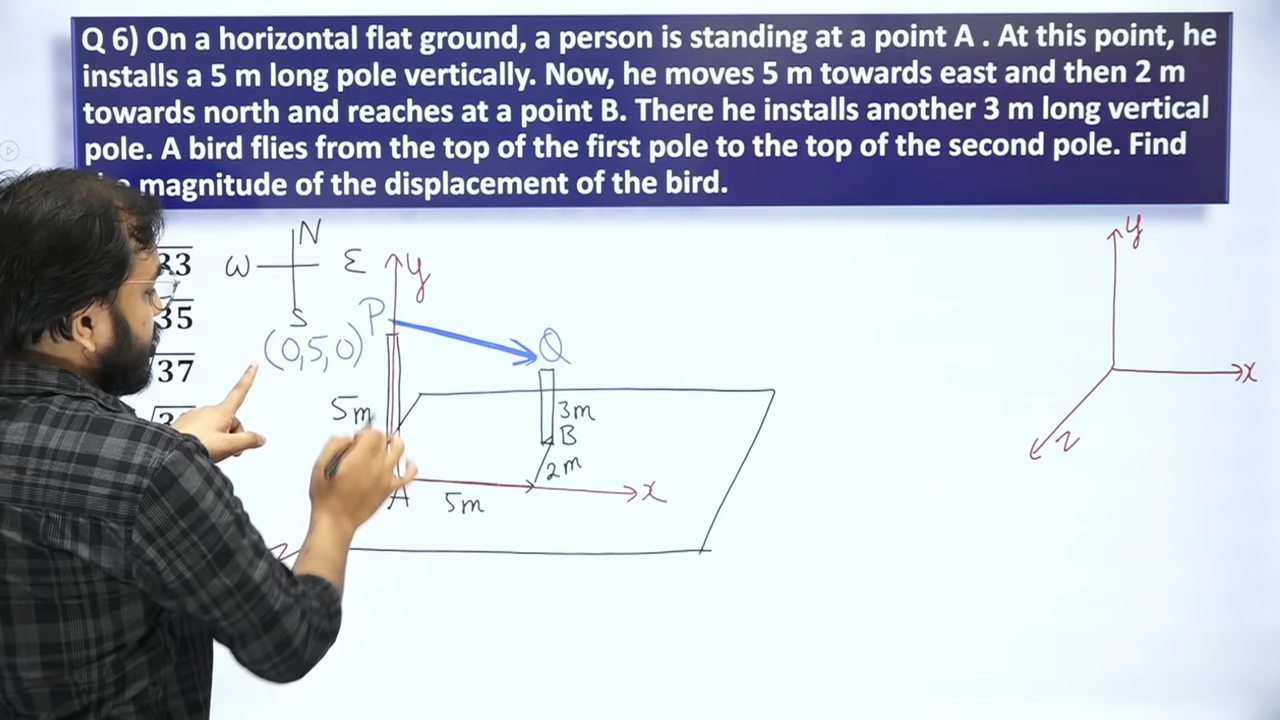 Q 6) On a horizontal flat ground, a person is standing at a point A . At this point, he
installs a 5 m long pole vertically. Now, he moves 5 m towards east and then 2 m
towards north and reaches at a point B. There he installs another 3 m long vertical
pole. A bird flies from the top of the first pole to the top of the second pole. Find
magnitude of the displacement of the bird.
N
W E
S
33
35
37
y
P
(0,5,0)
Q
5m
3m
B
2m
A
5m
x
z
y
x
z